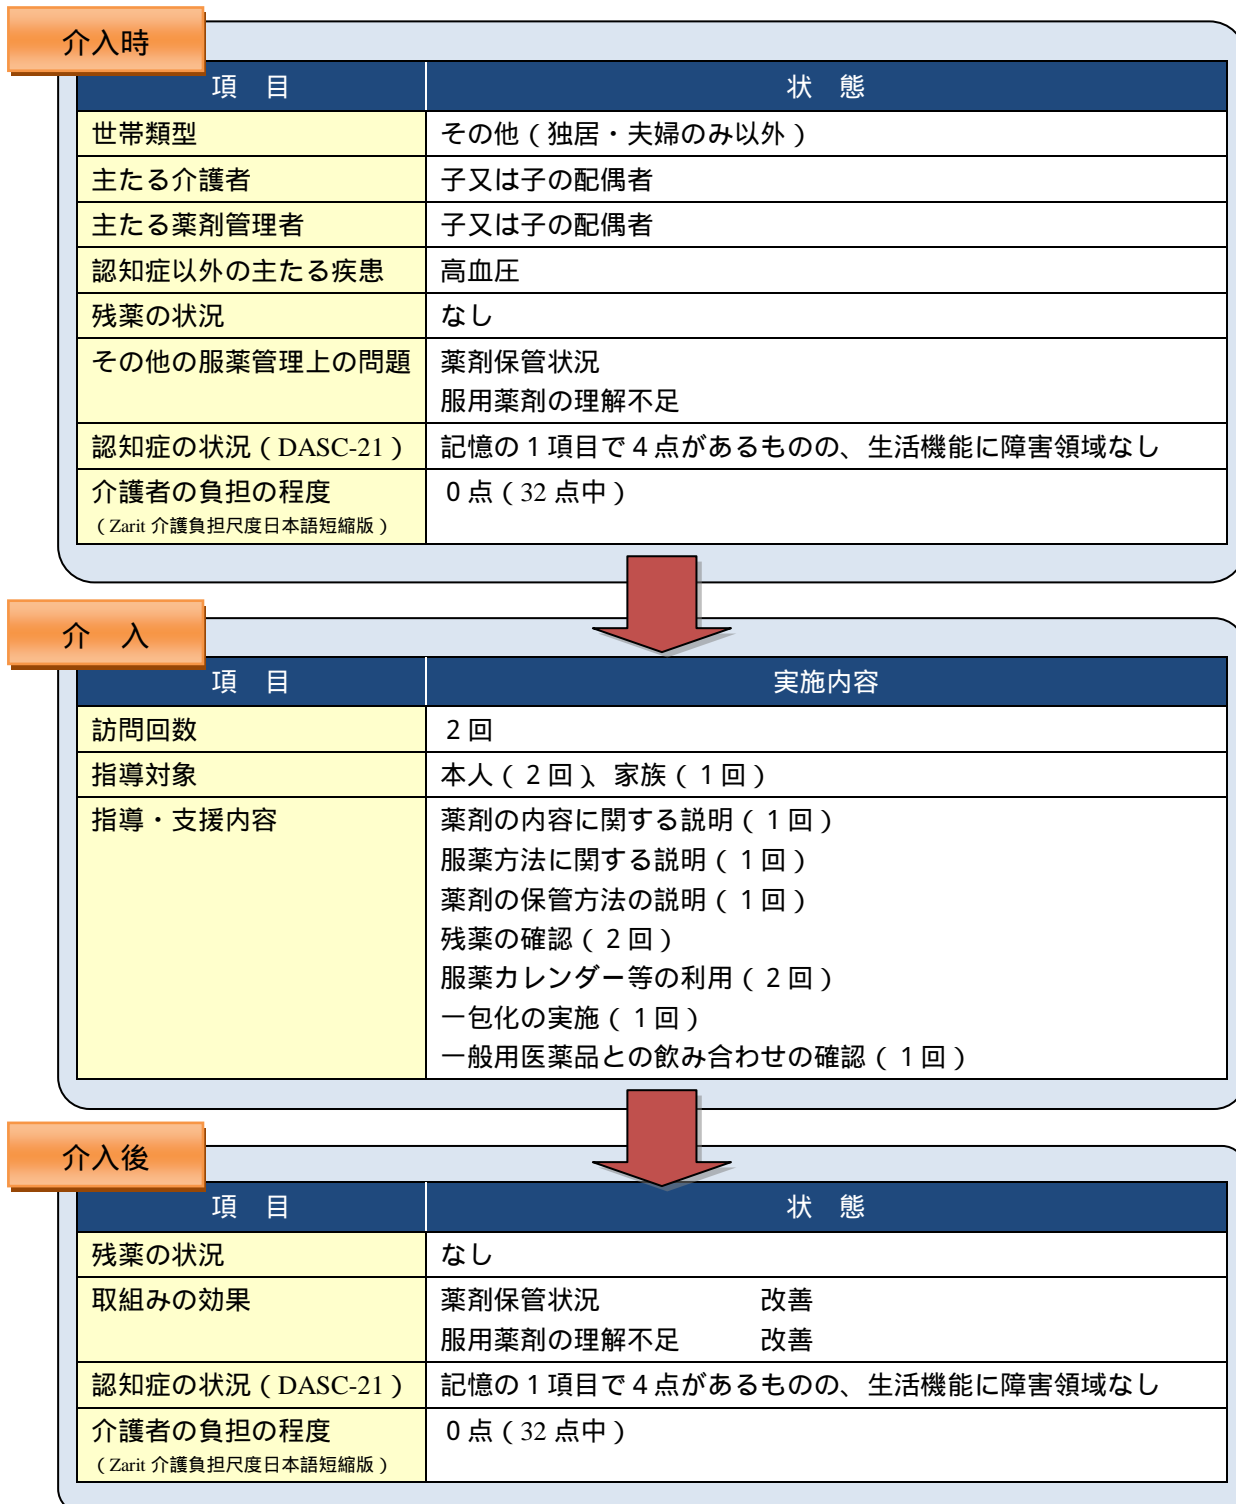 介入時
項　目　状　態
世帯類型　その他（独居・夫婦のみ以外）
主たる介護者　子又は子の配偶者
主たる薬剤管理者　子又は子の配偶者
認知症以外の主たる疾患　高血圧
残薬の状況　なし
その他の服薬管理上の問題　薬剤保管状況
服用薬剤の理解不足
認知症の状況（DASC-21）　記憶の１項目で４点があるものの、生活機能に障害領域なし
介護者の負担の程度　０点（32 点中）
（Zarit 介護負担尺度日本語短縮版）
介　入
項　目　実施内容
訪問回数　２回
指導対象　本人（２回）、家族（１回）
指導・支援内容　薬剤の内容に関する説明（１回）
服薬方法に関する説明（１回）
薬剤の保管方法の説明（１回）
残薬の確認（２回）
服薬カレンダー等の利用（２回）
一包化の実施（１回）
一般用医薬品との飲み合わせの確認（１回）
介入後
項　目　状　態
残薬の状況　なし
取組みの効果　薬剤保管状況　改善
服用薬剤の理解不足　改善
認知症の状況（DASC-21）　記憶の１項目で４点があるものの、生活機能に障害領域なし
介護者の負担の程度　０点（32 点中）
（Zarit 介護負担尺度日本語短縮版）